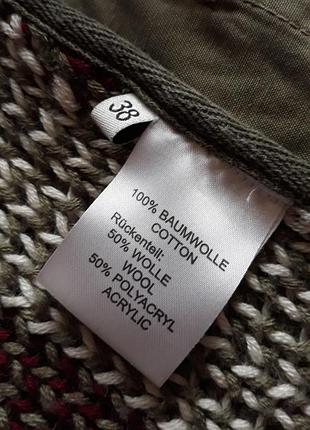 38
100% BAUMWOLLE
COTTON
Rückenteil:
50% WOLLE
WOOL
50% POLYACRYL
ACRYLIC